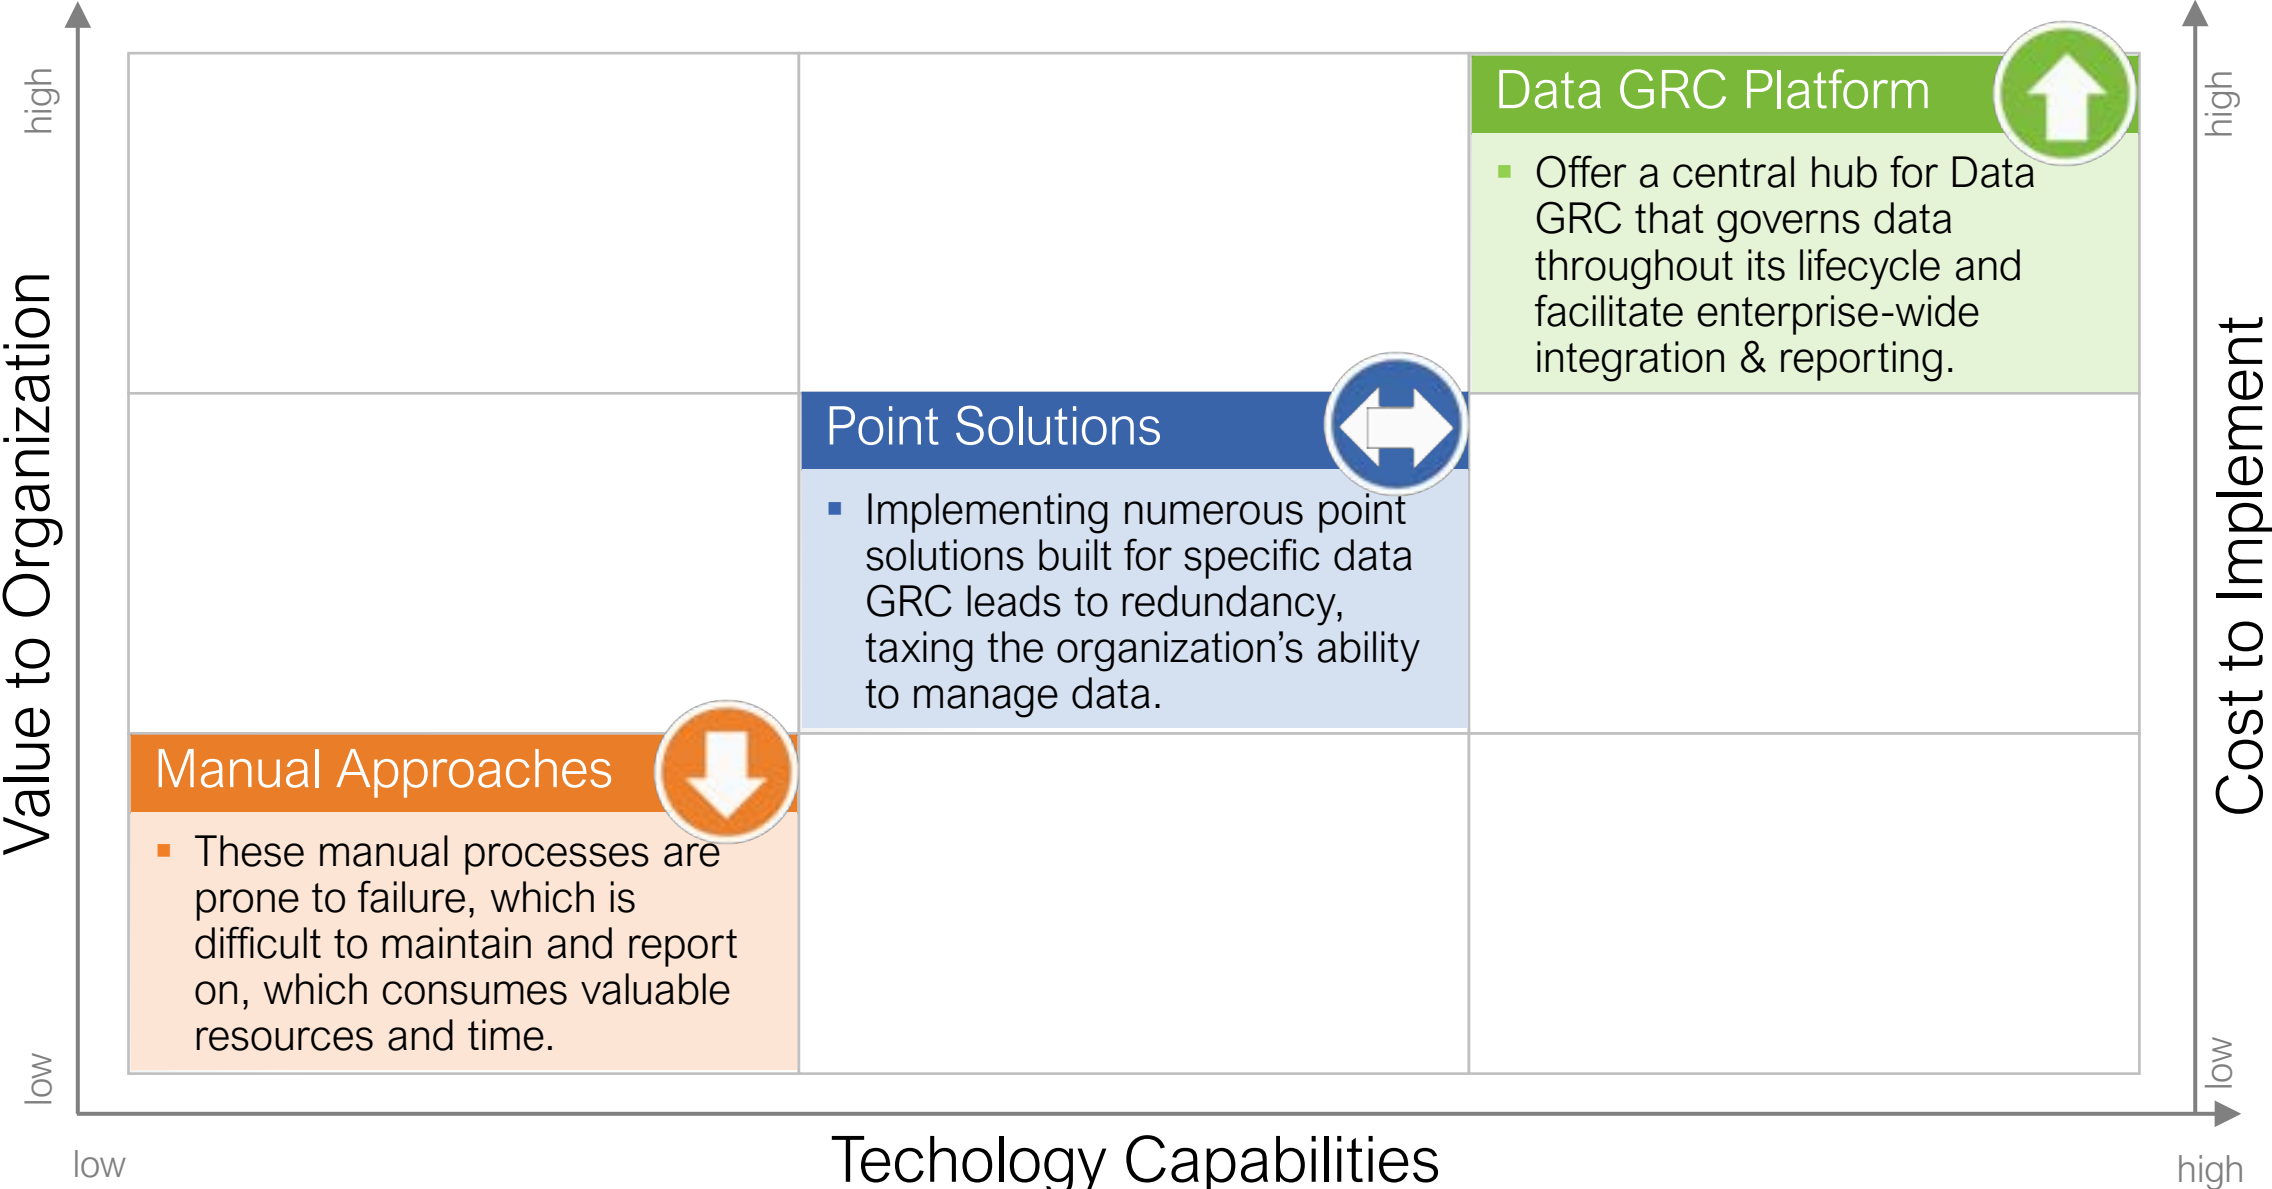 high
Value to Organization
low
Data GRC Platform
▪ Offer a central hub for Data
GRC that governs data
throughout its lifecycle and
facilitate enterprise-wide
integration & reporting.
Point Solutions
▪ Implementing numerous point
solutions built for specific data
GRC leads to redundancy,
taxing the organization’s ability
to manage data.
Manual Approaches
▪ These manual processes are
prone to failure, which is
difficult to maintain and report
on, which consumes valuable
resources and time.
high
Cost to Implement
low
low
Techology Capabilities
high